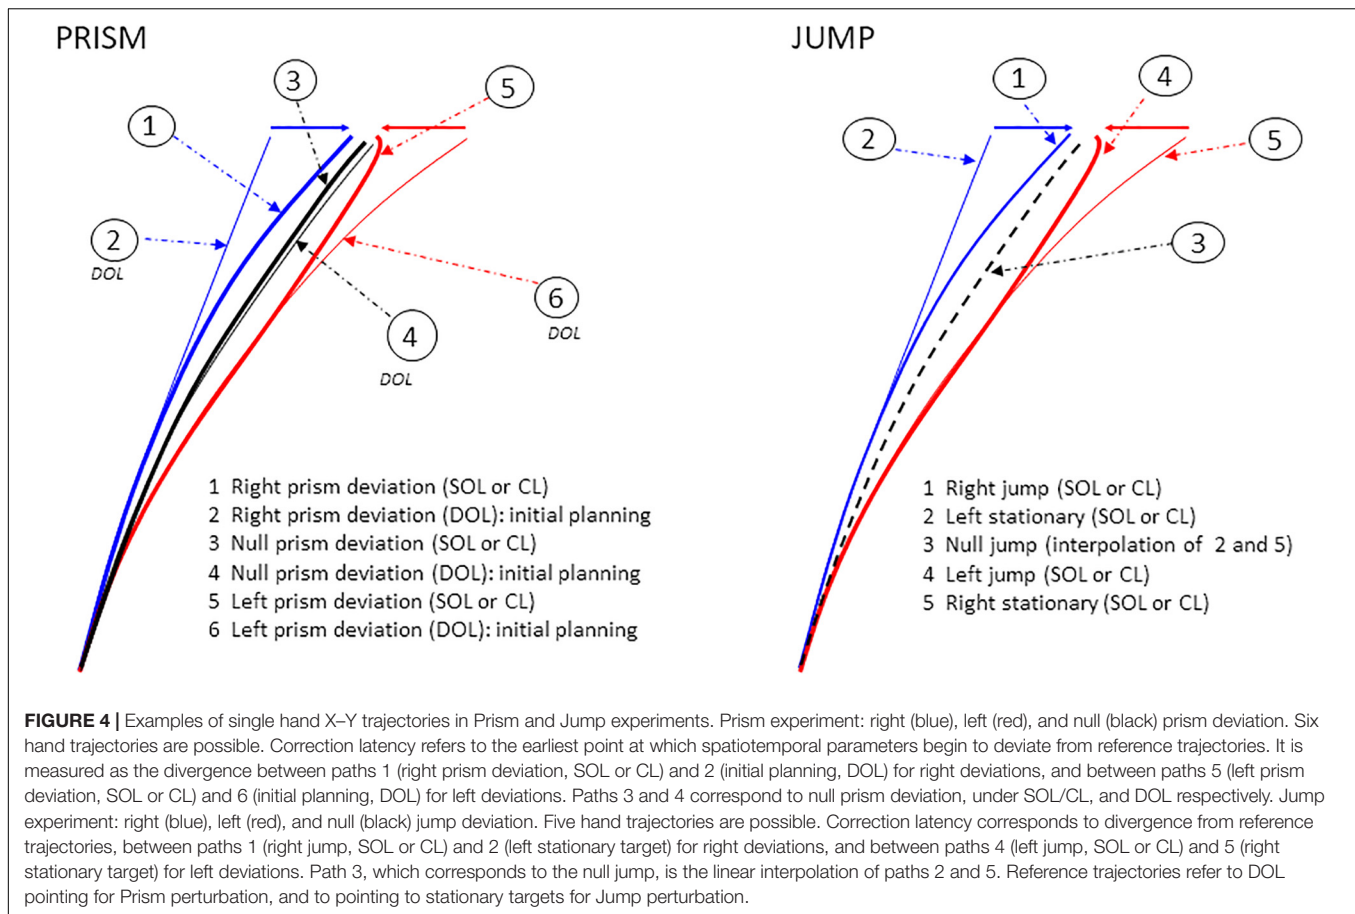 PRISM
JUMP
3
5
1
2
DOL
6
DOL
4
DOL
1 Right prism deviation (SOL or CL)
2 Right prism deviation (DOL): initial planning
3 Null prism deviation (SOL or CL)
4 Null prism deviation (DOL): initial planning
5 Left prism deviation (SOL or CL)
6 Left prism deviation (DOL): initial planning
1
4
2
5
3
1 Right jump (SOL or CL)
2 Left stationary (SOL or CL)
3 Null jump (interpolation of 2 and 5)
4 Left jump (SOL or CL)
5 Right stationary (SOL or CL)
FIGURE 4 | Examples of single hand X–Y trajectories in Prism and Jump experiments. Prism experiment: right (blue), left (red), and null (black) prism deviation. Six
hand trajectories are possible. Correction latency refers to the earliest point at which spatiotemporal parameters begin to deviate from reference trajectories. It is
measured as the divergence between paths 1 (right prism deviation, SOL or CL) and 2 (initial planning, DOL) for right deviations, and between paths 5 (left prism
deviation, SOL or CL) and 6 (initial planning, DOL) for left deviations. Paths 3 and 4 correspond to null prism deviation, under SOL/CL, and DOL respectively. Jump
experiment: right (blue), left (red), and null (black) jump deviation. Five hand trajectories are possible. Correction latency corresponds to divergence from reference
trajectories, between paths 1 (right jump, SOL or CL) and 2 (left stationary target) for right deviations, and between paths 4 (left jump, SOL or CL) and 5 (right
stationary target) for left deviations. Path 3, which corresponds to the null jump, is the linear interpolation of paths 2 and 5. Reference trajectories refer to DOL
pointing for Prism perturbation, and to pointing to stationary targets for Jump perturbation.